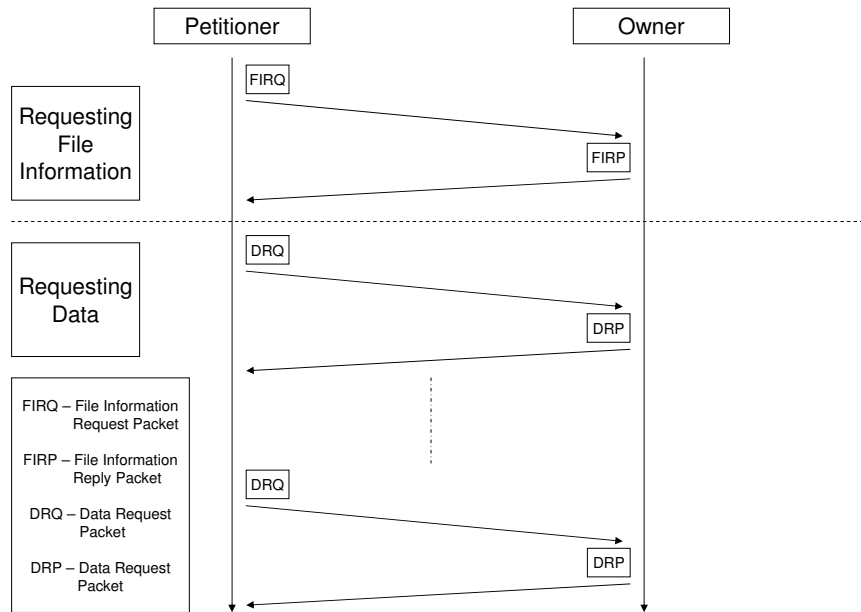 Petitioner
Owner
FIRQ
Requesting
File
Information
FIRP
DRQ
Requesting
Data
DRP
FIRQ – File Information
Request Packet
FIRP – File Information
Reply Packet
DRQ – Data Request
Packet
DRP – Data Request
Packet
DRQ
DRP